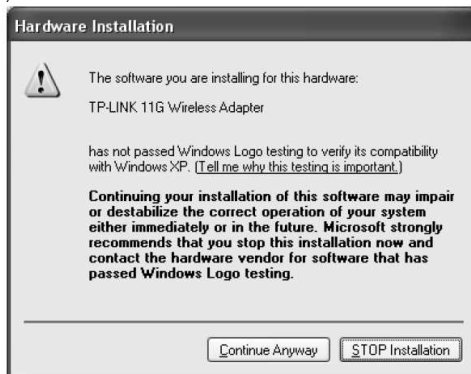 Hardware Installation
The software you are installing for this hardware:
TP-LINK 11G Wireless Adapter
has not passed Windows Logo testing to verify its compatibility
with Windows XP. (Tell me why this testing is important.)
Continuing your installation of this software may impair
or destabilize the correct operation of your system
either immediately or in the future. Microsoft strongly
recommends that you stop this installation now and
contact the hardware vendor for software that has
passed Windows Logo testing.
Continue Anyway STOP Installation